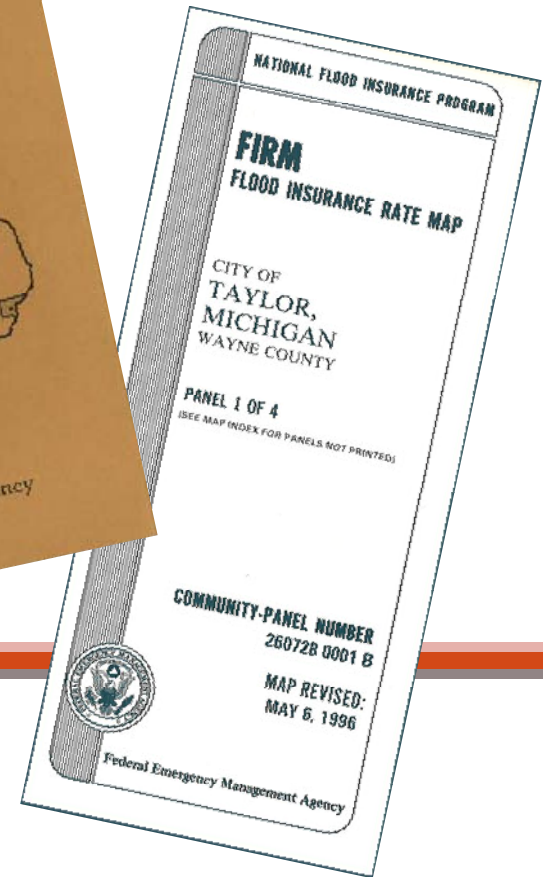 NATIONAL FLOOD INSURANCE PROGRAM
FIRM
FLOOD INSURANCE RATE MAP
CITY OF
TAYLOR,
MICHIGAN
WAYNE COUNTY
PANEL 1 OF 4
(SEE MAP INDEX FOR PANELS NOT PRINTED)
COMMUNITY-PANEL NUMBER
260728 0001 B
MAP REVISED:
MAY 6, 1996
Federal Emergency Management Agency